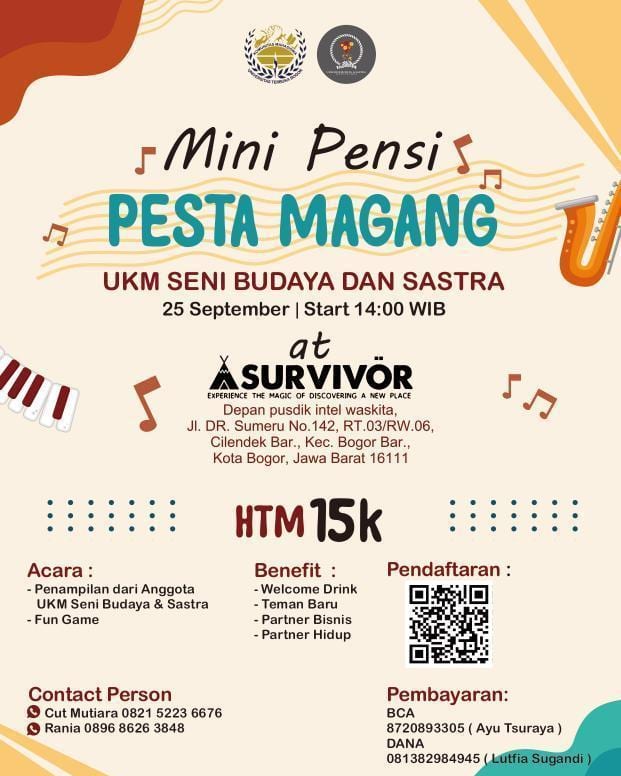 Mini Pensi
PESTA MAGANG
UKM SENI BUDAYA DAN SASTRA
25 September | Start 14:00 WIB
at
SURVIVÖR
EXPERIENCE THE MAGIC OF DISCOVERING A NEW PLACE
Depan pusdik intel waskita,
Jl. DR. Sumeru No.142, RT.03/RW.06,
Cilendek Bar., Kec. Bogor Bar.,
Kota Bogor, Jawa Barat 16111
HTM 15k
Acara :
- Penampilan dari Anggota
UKM Seni Budaya & Sastra
- Fun Game
Benefit :
- Welcome Drink
- Teman Baru
- Partner Bisnis
- Partner Hidup
Pendaftaran :
Contact Person
Cut Mutiara 0821 5223 6676
Rania 0896 8626 3848
Pembayaran:
BCA
8720893305 ( Ayu Tsuraya )
DANA
081382984945 ( Lutfia Sugandi )